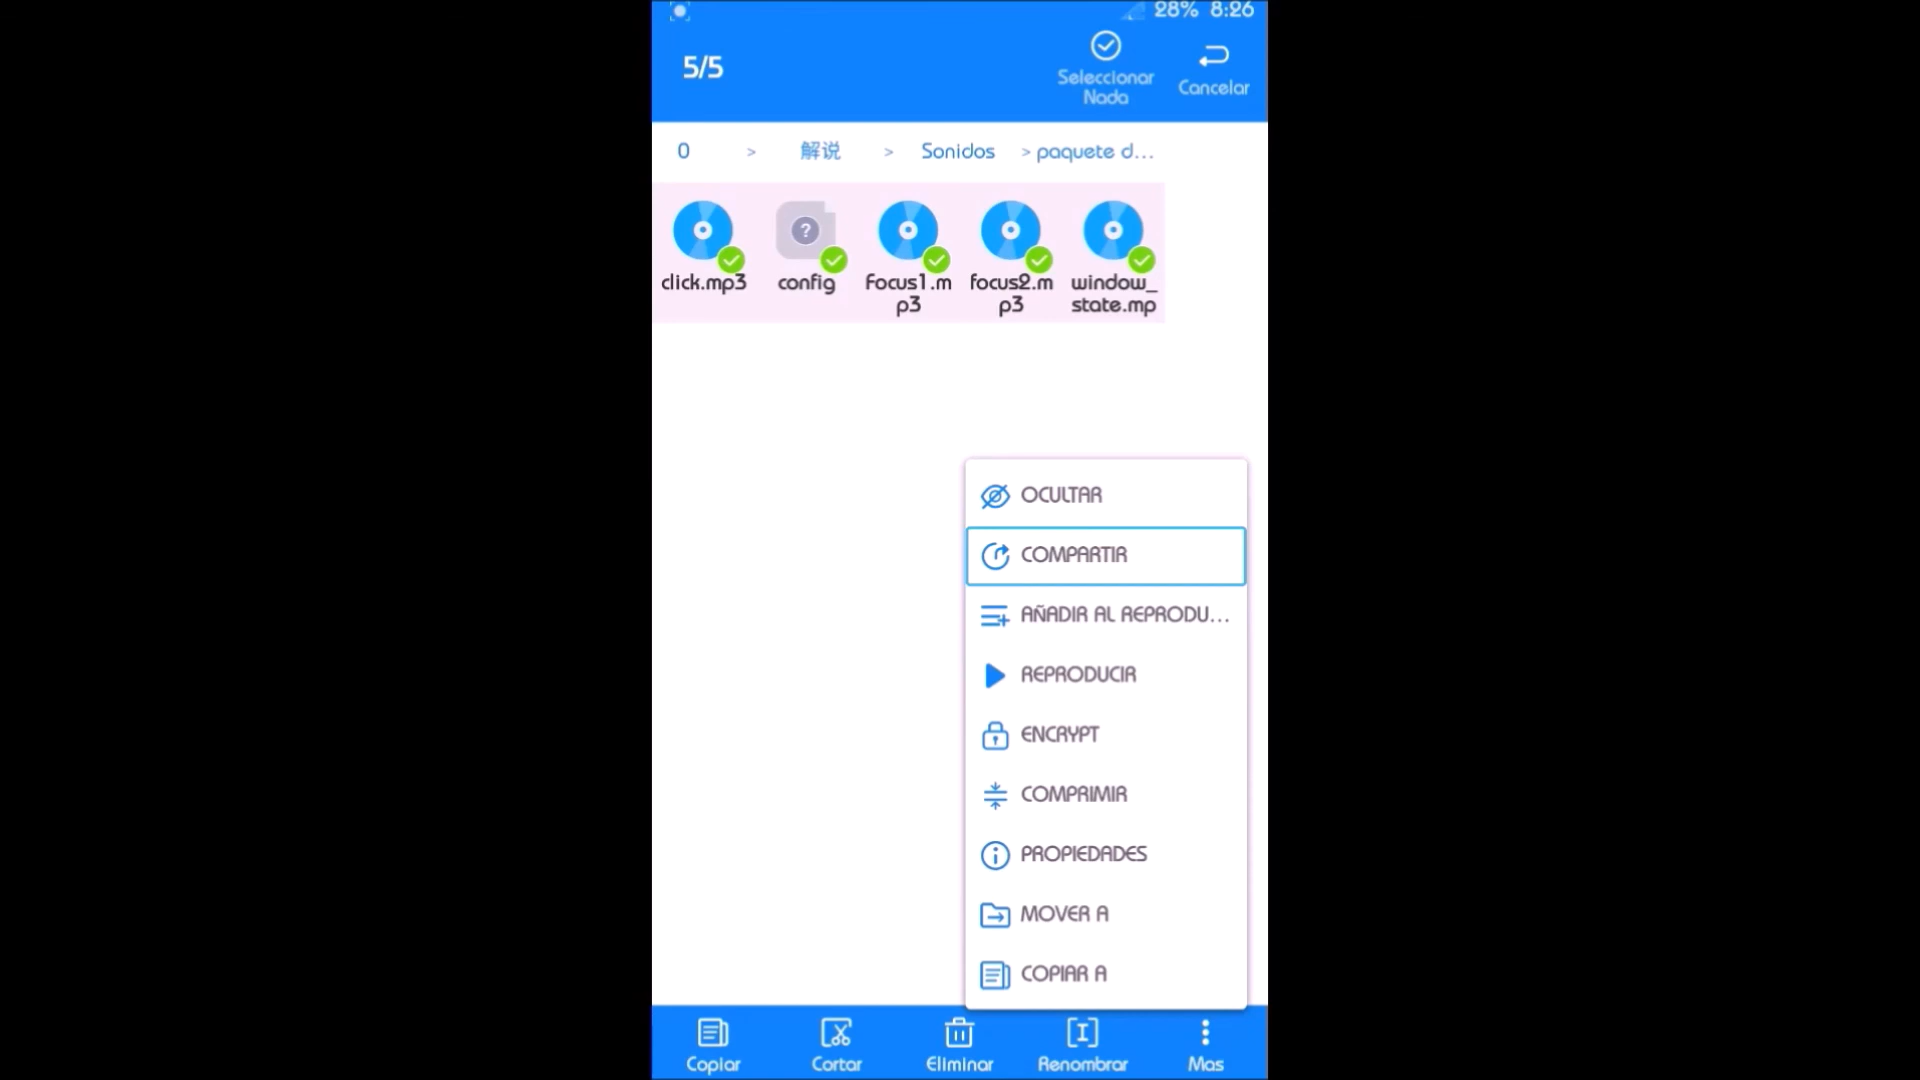 28% 8:26
5/5
Seleccionar
Nada
Cancelar
0 > 解说 > Sonidos > paquete d...
click.mp3
config
Focus1.m
p3
focus2.m
p3
window_
state.mp
OCULTAR
COMPARTIR
AÑADIR AL REPRODU...
REPRODUCIR
ENCRYPT
COMPRIMIR
PROPIEDADES
MOVER A
COPIAR A
Copiar
Cortar
Eliminar
Renombrar
Mas